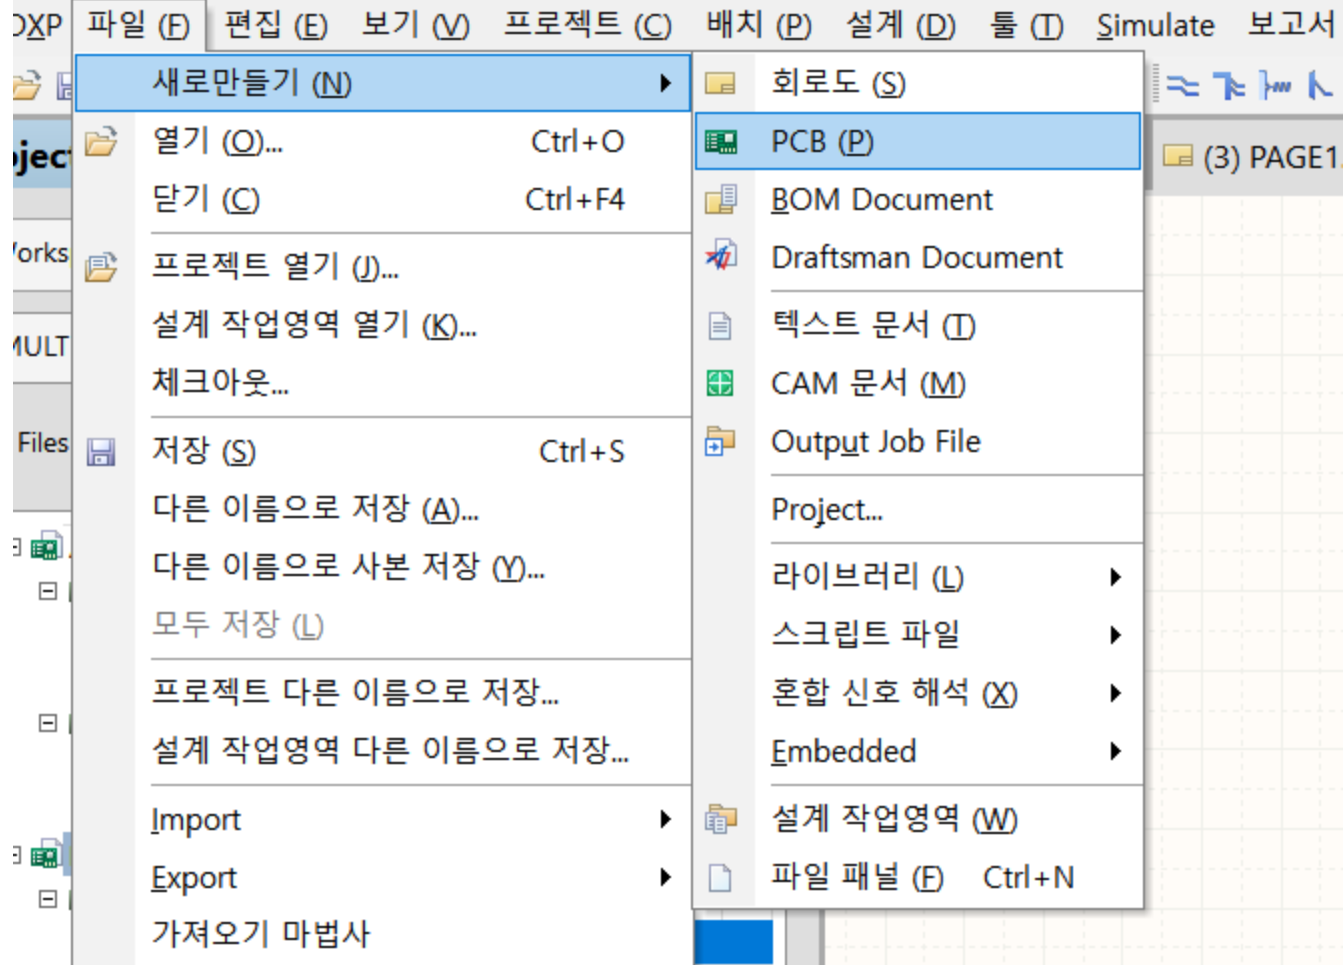 DXP 파일 (F) 편집 (E) 보기 (V) 프로젝트 (C) 배치 (P) 설계 (D) 툴 (T) Simulate 보고서
새로만들기 (N)
열기 (O)... Ctrl+O
닫기 (C) Ctrl+F4
프로젝트 열기 (J)...
설계 작업영역 열기 (K)...
체크아웃...
저장 (S) Ctrl+S
다른 이름으로 저장 (A)...
다른 이름으로 사본 저장 (Y)...
모두 저장 (L)
프로젝트 다른 이름으로 저장...
설계 작업영역 다른 이름으로 저장...
Import
Export
가져오기 마법사
회로도 (S)
PCB (P)
BOM Document
Draftsman Document
텍스트 문서 (T)
CAM 문서 (M)
Output Job File
Project...
라이브러리 (L)
스크립트 파일
혼합 신호 해석 (X)
Embedded
설계 작업영역 (W)
파일 패널 (F) Ctrl+N
(3) PAGE1
Files